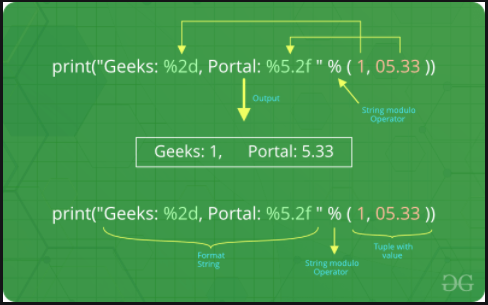 print("Geeks: %2d, Portal: %5.2f " % ( 1, 05.33 ))
Output
String modulo
Operator
Geeks: 1, Portal: 5.33
print("Geeks: %2d, Portal: %5.2f " % ( 1, 05.33 ))
Format
String
String modulo
Operator
Tuple with
value